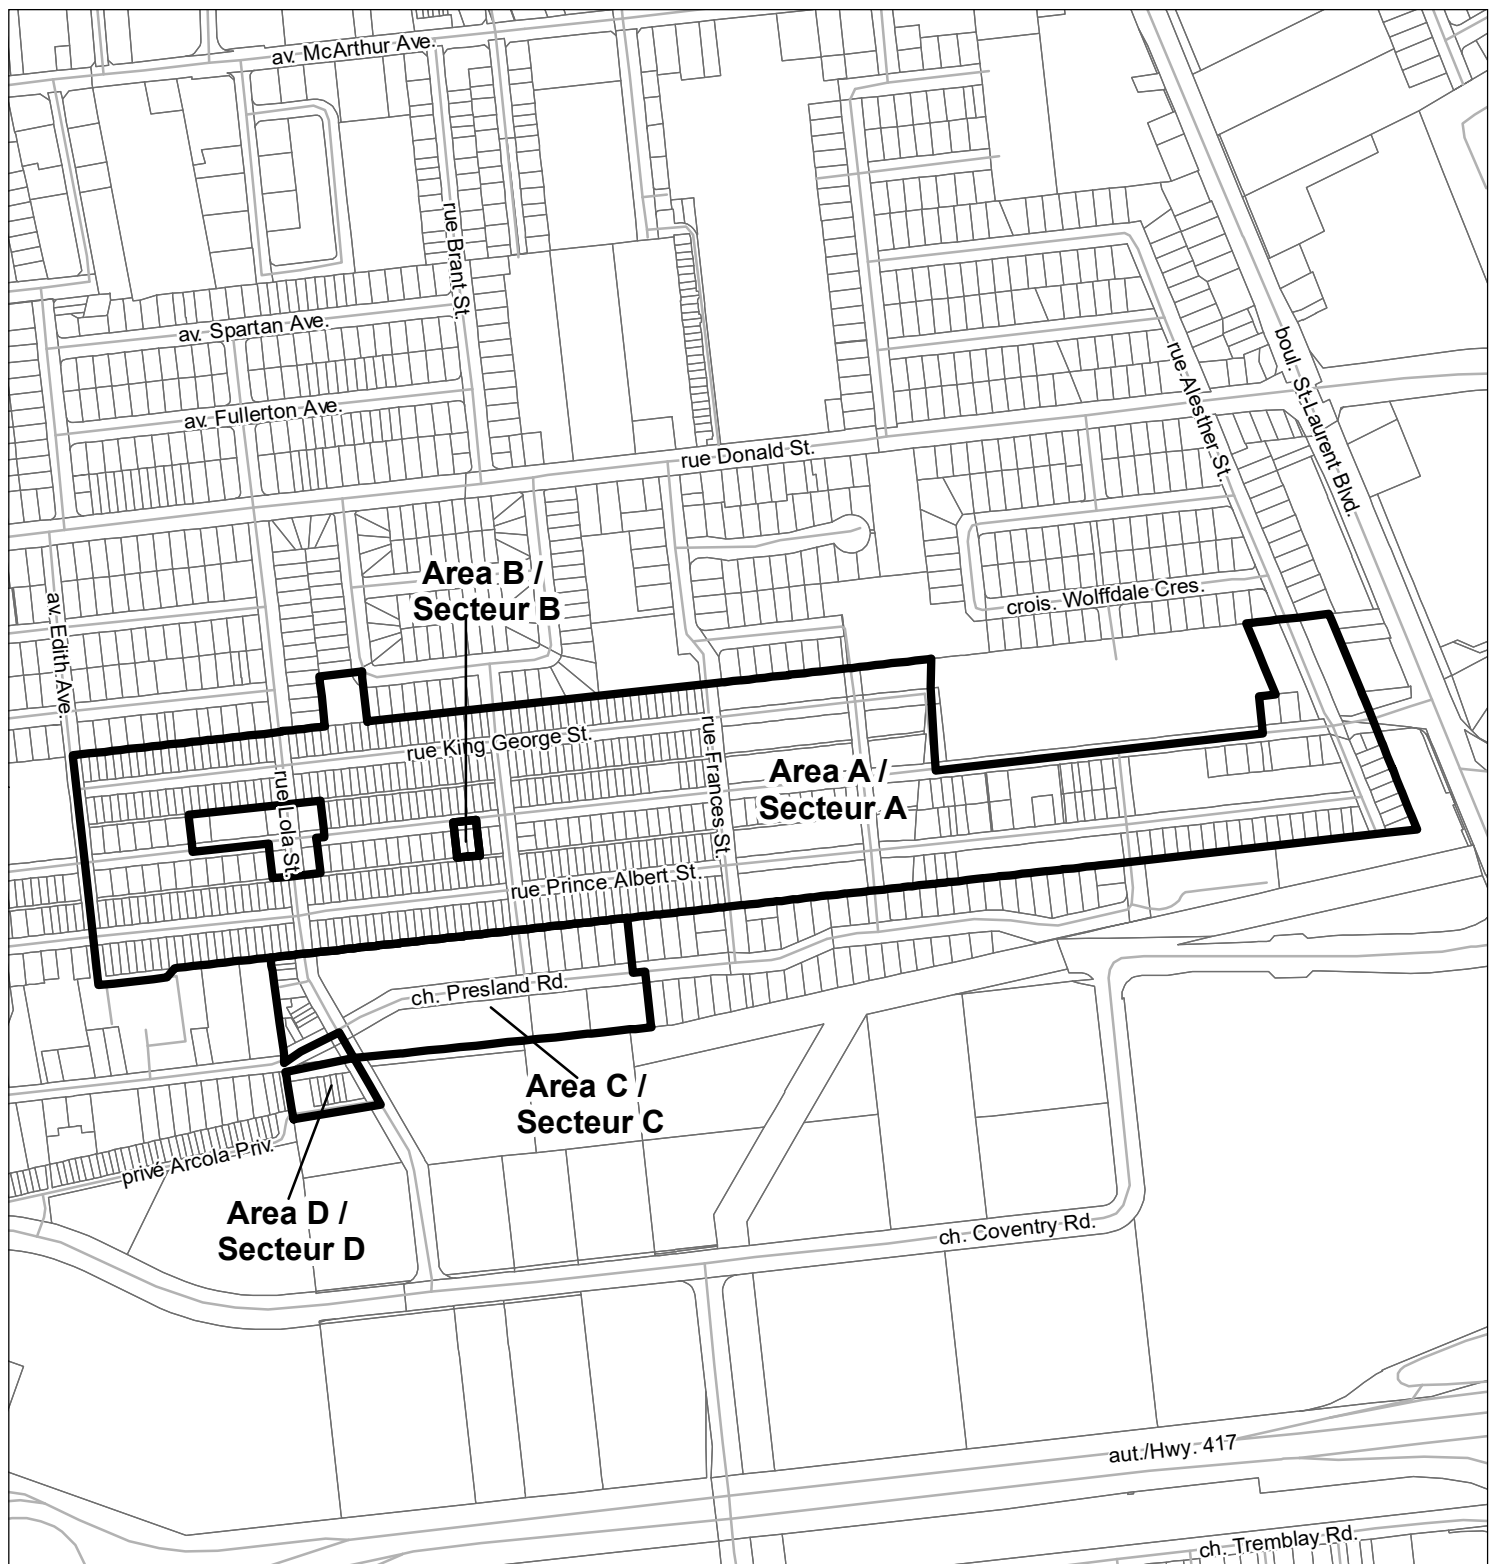 av. McArthur Ave.
rue Brant St.
av. Spartan Ave.
boul. St-Laurent Blvd.
rue Alesther St.
av. Fullerton Ave.
rue Donald St.
Area B /
Secteur B
av. Edith Ave.
crois. Wolffdale Cres.
rue King George St.
rue Frances St.
rue Lola St.
Area A /
Secteur A
rue Prince Albert St.
ch. Presland Rd.
Area C /
Secteur C
privé Arcola Priv.
Area D /
Secteur D
ch. Coventry Rd.
aut./Hwy. 417
ch. Tremblay Rd.